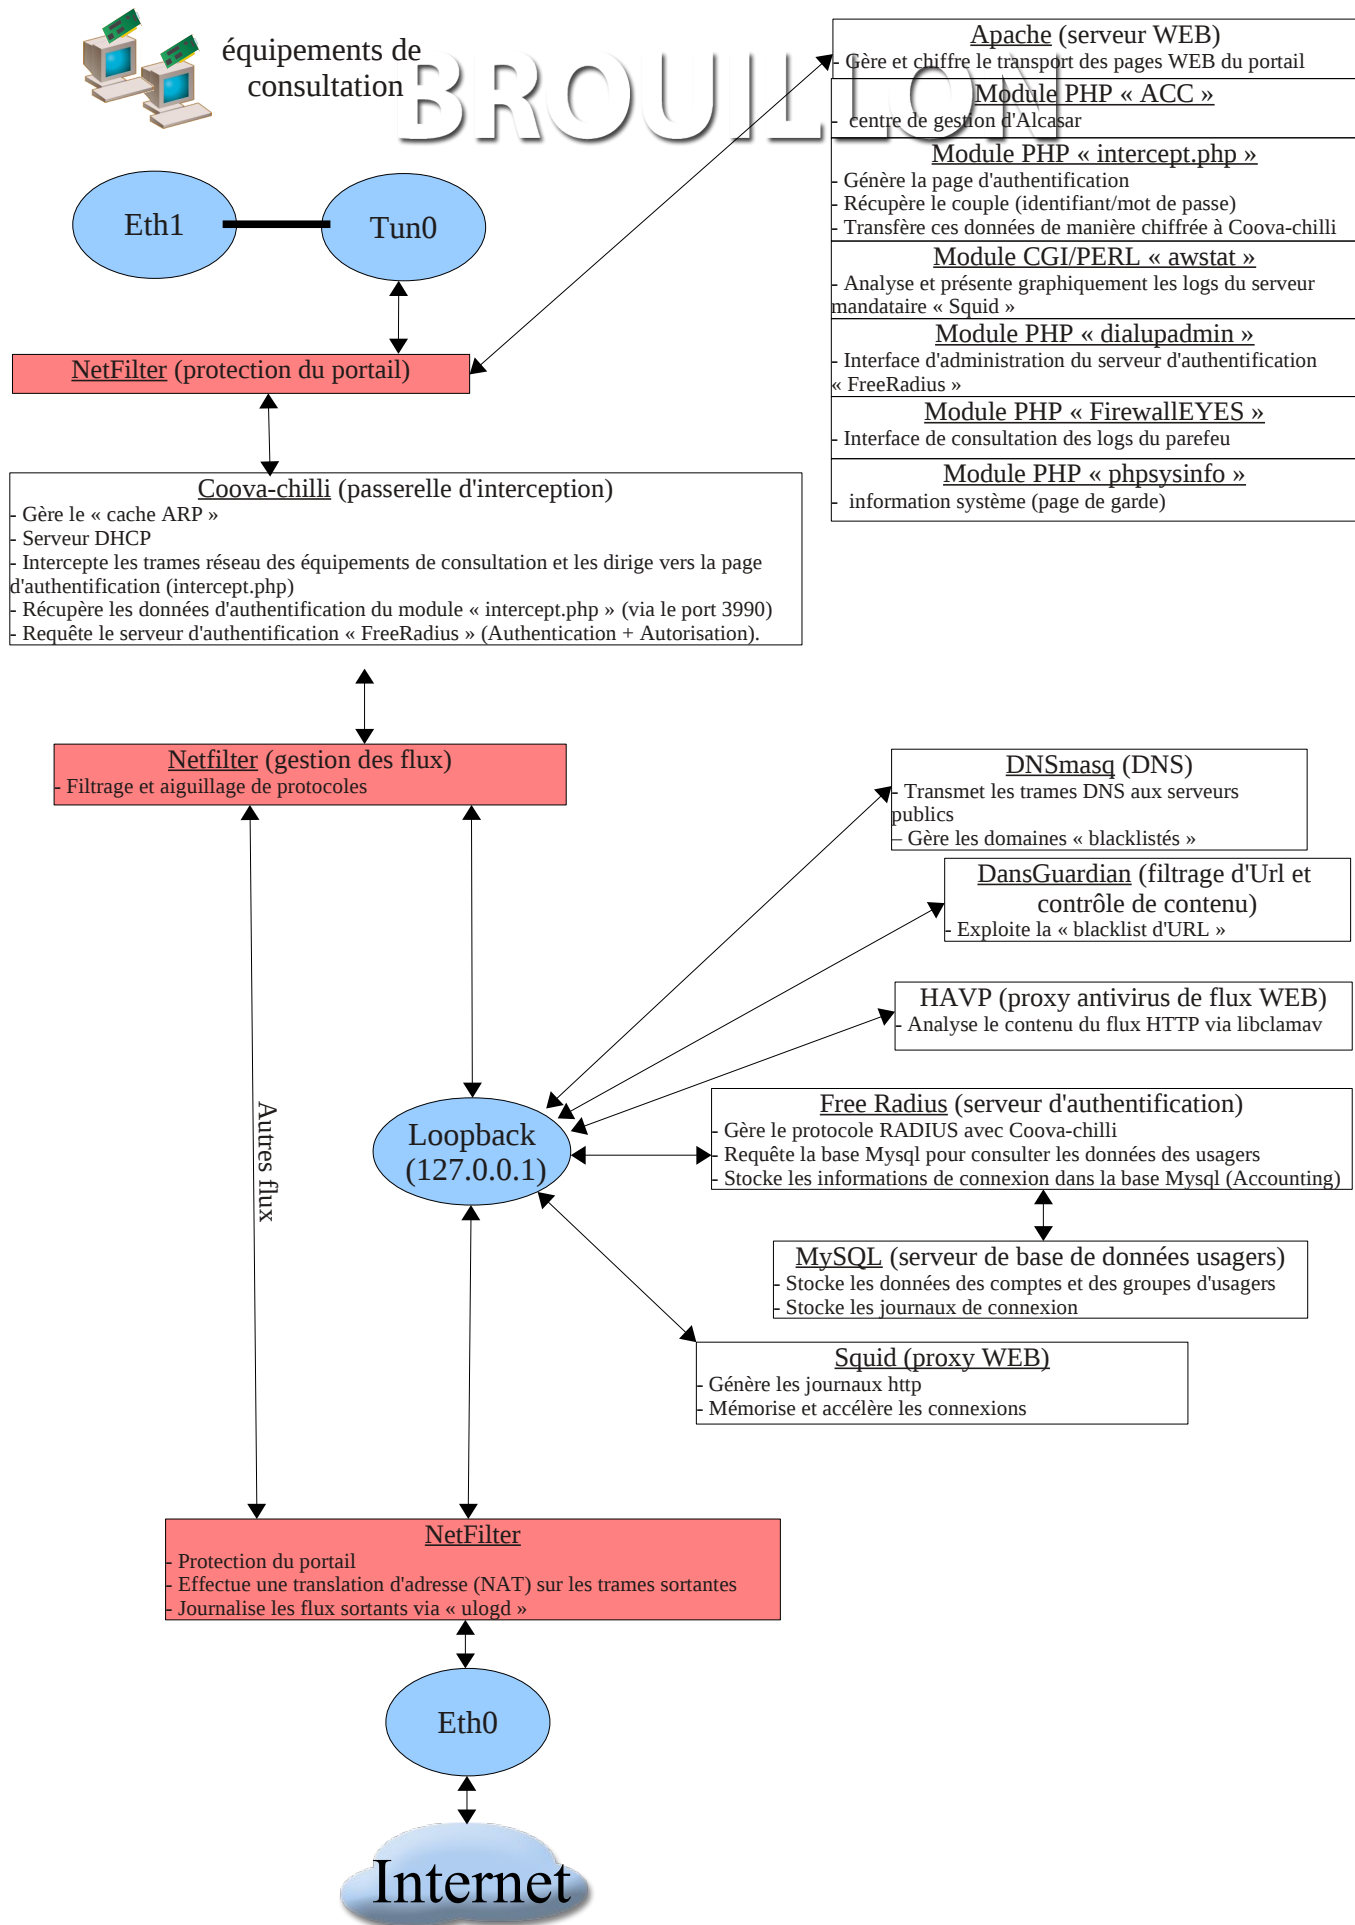 équipements de
consultation
BROUILLON
Eth1
Tun0
NetFilter (protection du portail)
Apache (serveur WEB)
- Gère et chiffre le transport des pages WEB du portail
Module PHP « ACC »
- centre de gestion d'Alcasar
Module PHP « intercept.php »
- Génère la page d'authentification
- Récupère le couple (identifiant/mot de passe)
- Transfère ces données de manière chiffrée à Coova-chilli
Module CGI/PERL « awstat »
- Analyse et présente graphiquement les logs du serveur
mandataire « Squid »
Module PHP « dialupadmin »
- Interface d'administration du serveur d'authentification
« FreeRadius »
Module PHP « FirewallEYES »
- Interface de consultation des logs du parefeu
Module PHP « phpsysinfo »
- information système (page de garde)
Coova-chilli (passerelle d'interception)
- Gère le « cache ARP »
- Serveur DHCP
- Intercepte les trames réseau des équipements de consultation et les dirige vers la page
d'authentification (intercept.php)
- Récupère les données d'authentification du module « intercept.php » (via le port 3990)
- Requête le serveur d'authentification « FreeRadius » (Authentication + Autorisation).
Netfilter (gestion des flux)
- Filtrage et aiguillage de protocoles
DNSmasq (DNS)
- Transmet les trames DNS aux serveurs
publics
– Gère les domaines « blacklistés »
DansGuardian (filtrage d'Url et
contrôle de contenu)
- Exploite la « blacklist d'URL »
HAVP (proxy antivirus de flux WEB)
- Analyse le contenu du flux HTTP via libclamav
Autres flux
Loopback
(127.0.0.1)
Free Radius (serveur d'authentification)
- Gère le protocole RADIUS avec Coova-chilli
- Requête la base Mysql pour consulter les données des usagers
- Stocke les informations de connexion dans la base Mysql (Accounting)
MySQL (serveur de base de données usagers)
- Stocke les données des comptes et des groupes d'usagers
- Stocke les journaux de connexion
Squid (proxy WEB)
- Génère les journaux http
- Mémorise et accélère les connexions
NetFilter
- Protection du portail
- Effectue une translation d'adresse (NAT) sur les trames sortantes
- Journalise les flux sortants via « ulogd »
Eth0
Internet